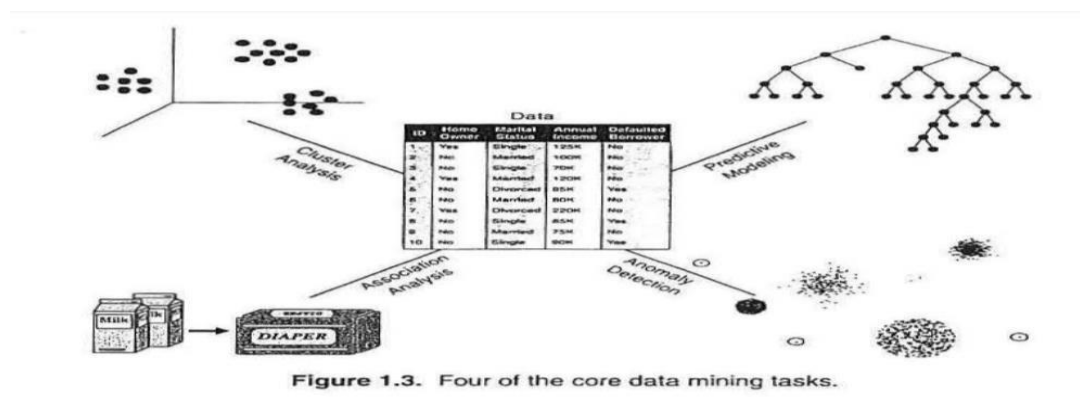 Data
ID Home Owner Marital Status Annual Income Defaulted Borrower
1 Yes Single 125K No
2 No Married 100K No
3 No Single 70K No
4 Yes Married 120K No
5 No Divorced 95K Yes
6 No Married 60K No
7 Yes Divorced 220K No
8 No Single 85K Yes
9 No Married 75K No
10 No Single 90K Yes
Cluster
Analysis
Predictive
Modeling
Association
Analysis
Anomaly
Detection
Milk
lk
DIAPER
Figure 1.3. Four of the core data mining tasks.